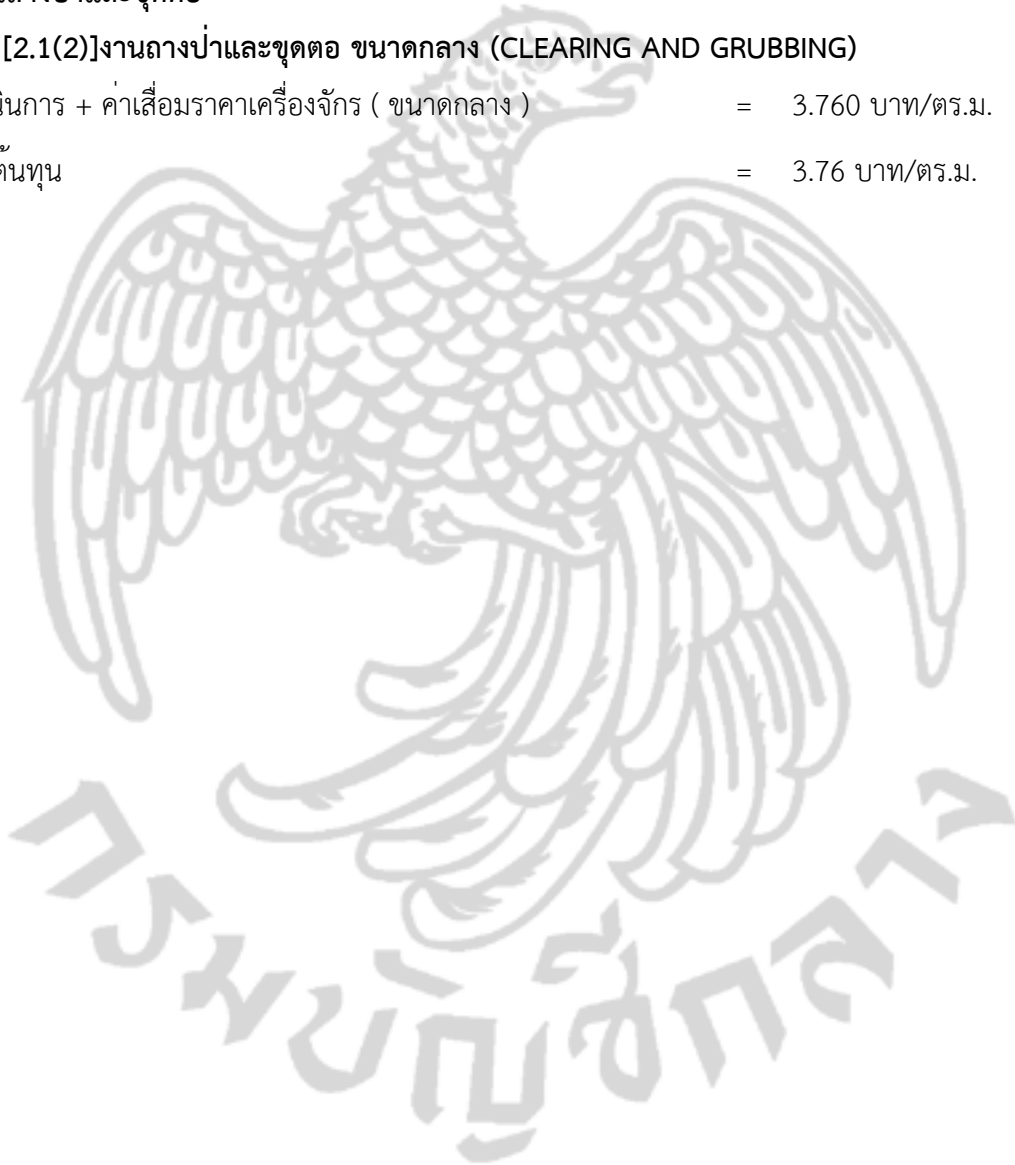 [2.1(2)]งานถางป่าและขุดตอ ขนาดกลาง (CLEARING AND GRUBBING)
นินการ + ค่าเสื่อมราคาเครื่องจักร ( ขนาดกลาง ) = 3.760 บาท/ตร.ม.
ต้นทุน = 3.76 บาท/ตร.ม.
กรมบัญชีกลาง